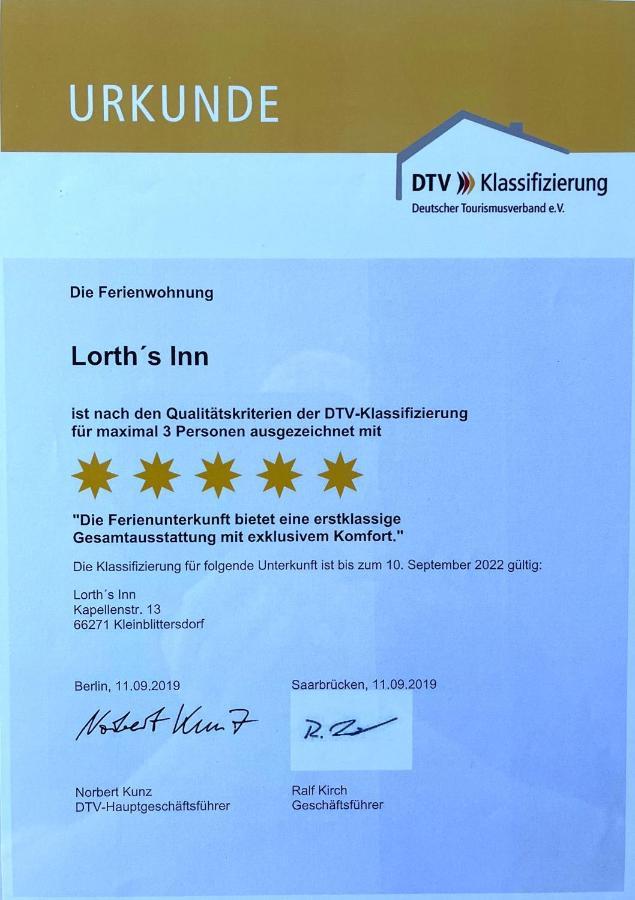 URKUNDE
DTV Klassifizierung
Deutscher Tourismusverband e.V.
Die Ferienwohnung
Lorth´s Inn
ist nach den Qualitätskriterien der DTV-Klassifizierung
für maximal 3 Personen ausgezeichnet mit
"Die Ferienunterkunft bietet eine erstklassige
Gesamtausstattung mit exklusivem Komfort."
Die Klassifizierung für folgende Unterkunft ist bis zum 10. September 2022 gültig:
Lorth´s Inn
Kapellenstr. 13
66271 Kleinblittersdorf
Berlin, 11.09.2019
Saarbrücken, 11.09.2019
Norbert Kunz
Norbert Kunz
DTV-Hauptgeschäftsführer
Ralf Kirch
Geschäftsführer